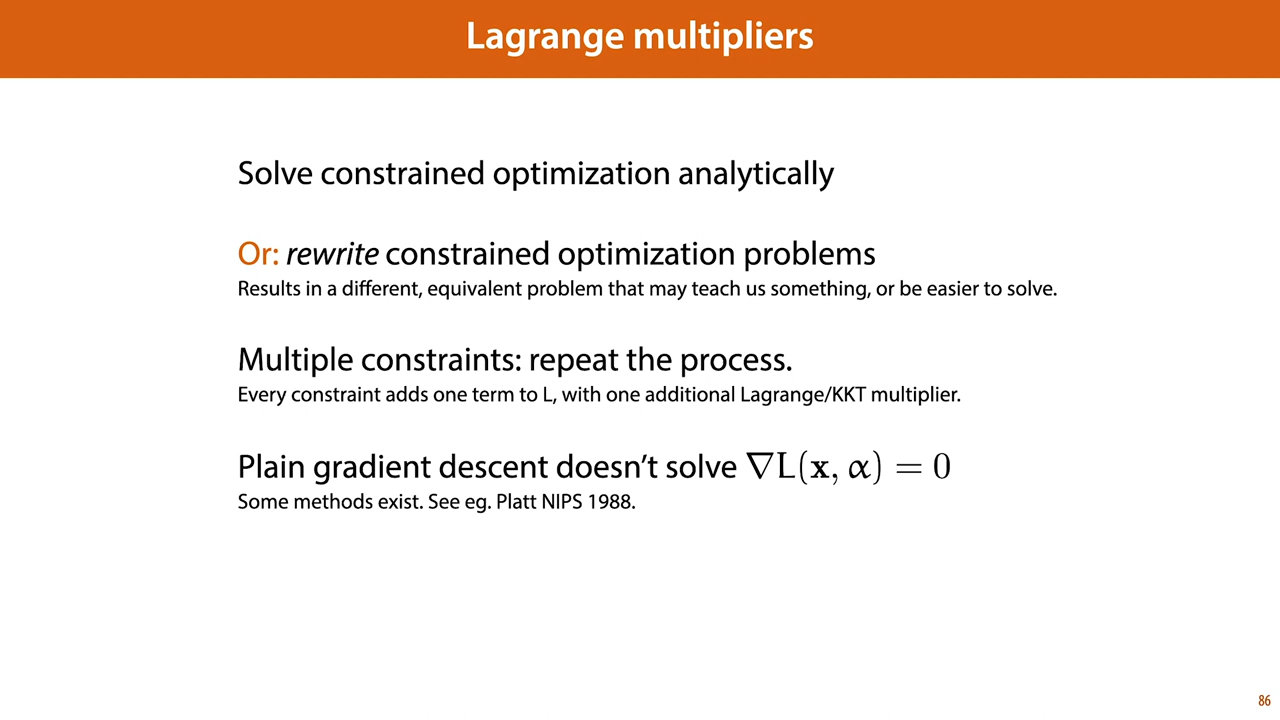 Lagrange multipliers
Solve constrained optimization analytically
Or: rewrite constrained optimization problems
Results in a different, equivalent problem that may teach us something, or be easier to solve.
Multiple constraints: repeat the process.
Every constraint adds one term to L, with one additional Lagrange/KKT multiplier.
Plain gradient descent doesn’t solve ∇L(x, α) = 0
Some methods exist. See eg. Platt NIPS 1988.
86